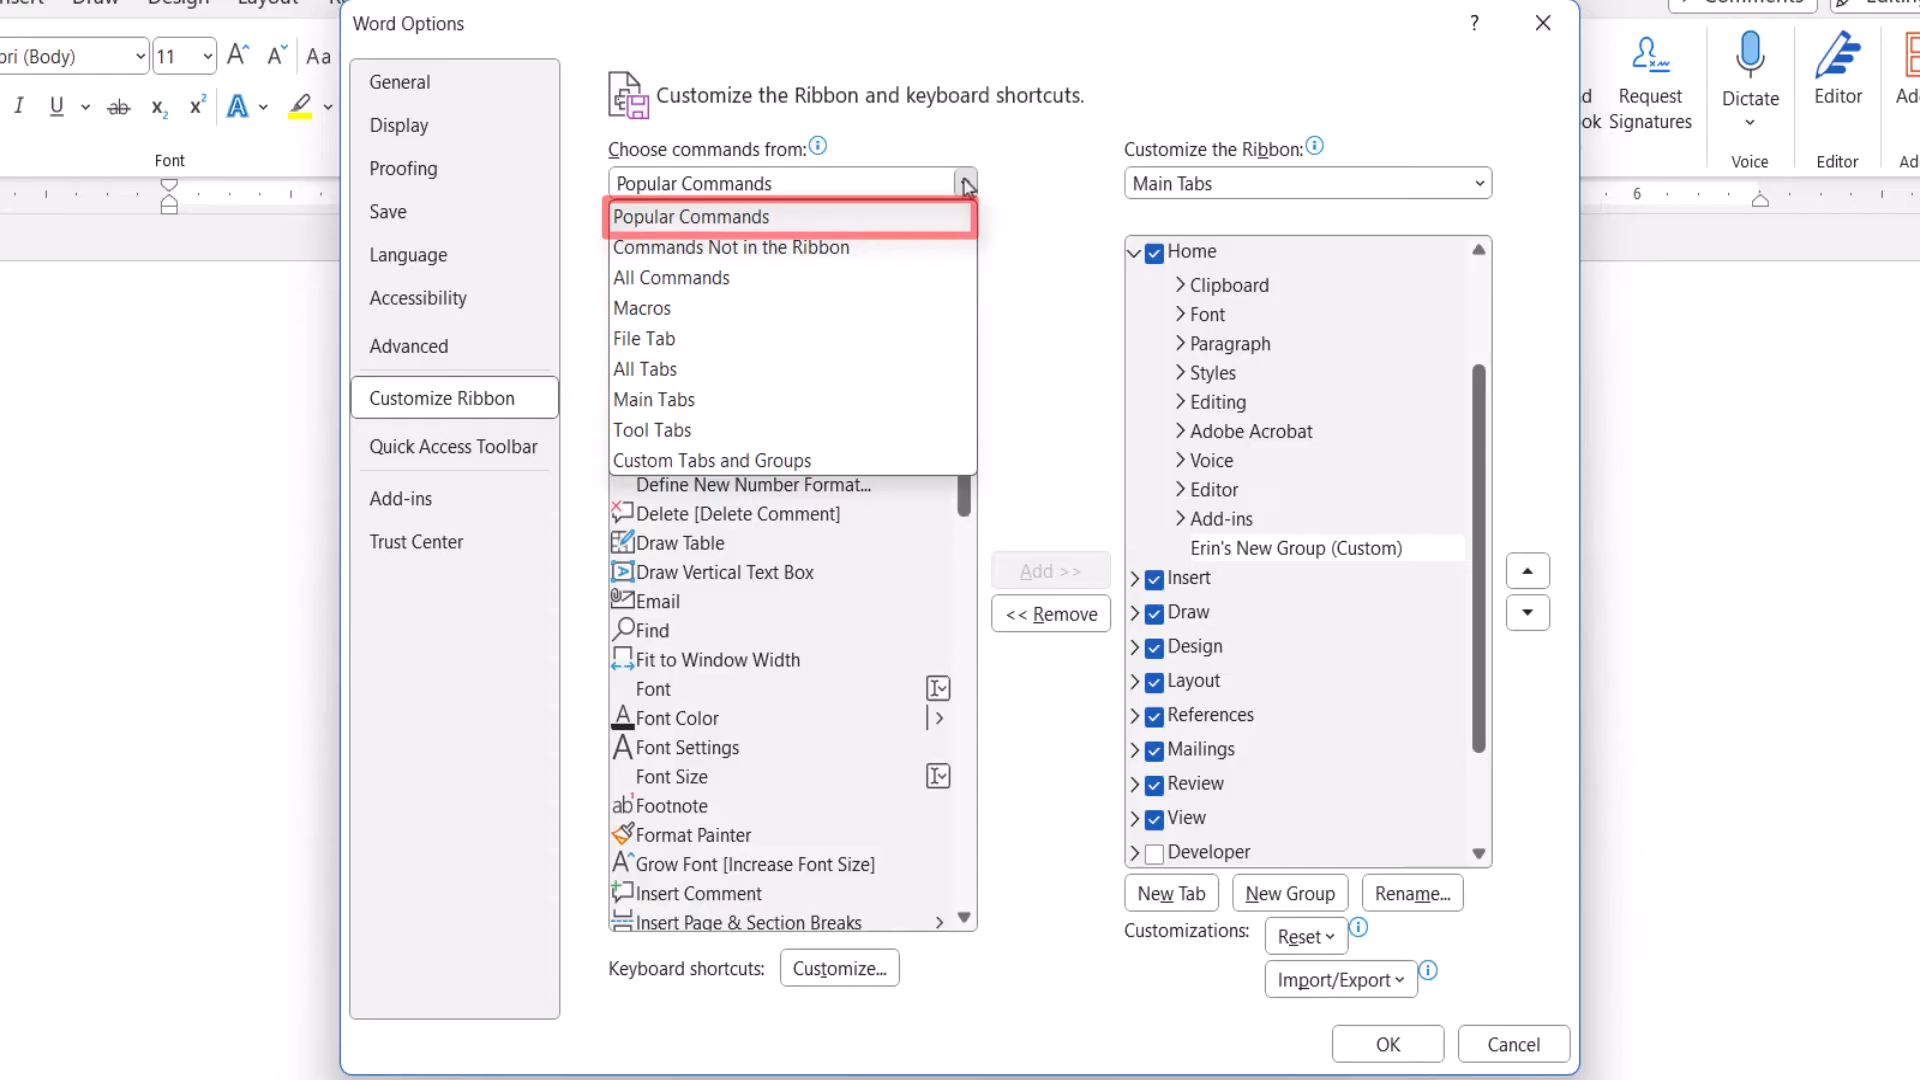 Word Options
?
General
Display
Proofing
Save
Language
Accessibility
Advanced
Customize Ribbon
Quick Access Toolbar
Add-ins
Trust Center
Customize the Ribbon and keyboard shortcuts.
Choose commands from:
Popular Commands
Popular Commands
Commands Not in the Ribbon
All Commands
Macros
File Tab
All Tabs
Main Tabs
Tool Tabs
Custom Tabs and Groups
Define New Number Format...
Delete [Delete Comment]
Draw Table
Draw Vertical Text Box
Email
Find
Fit to Window Width
Font
Font Color
Font Settings
Font Size
Footnote
Format Painter
Grow Font [Increase Font Size]
Insert Comment
Insert Page & Section Breaks
Keyboard shortcuts: Customize...
Add >>
<< Remove
Customize the Ribbon:
Main Tabs
Home
Clipboard
Font
Paragraph
Styles
Editing
Adobe Acrobat
Voice
Editor
Add-ins
Erin's New Group (Custom)
Insert
Draw
Design
Layout
References
Mailings
Review
View
Developer
New Tab New Group Rename...
Customizations: Reset
Import/Export
OK Cancel
(Body) 11 Aa
Font
Request
Signatures
Dictate
Voice
Editor
Editor
6